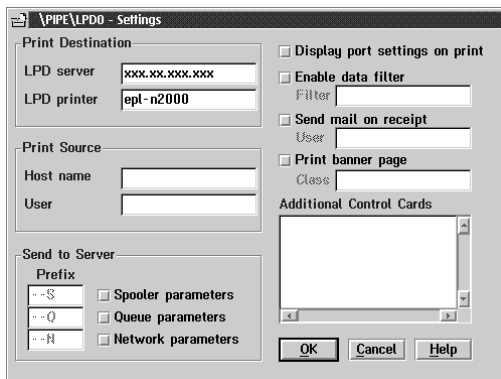 \PIPE\LPD0 - Settings
Print Destination
LPD server xxx.xx.xxx.xxx
LPD printer epl-n2000
Print Source
Host name
User
Send to Server
Prefix
--S Spooler parameters
--Q Queue parameters
--N Network parameters
Display port settings on print
Enable data filter
Filter
Send mail on receipt
User
Print banner page
Class
Additional Control Cards
OK Cancel Help